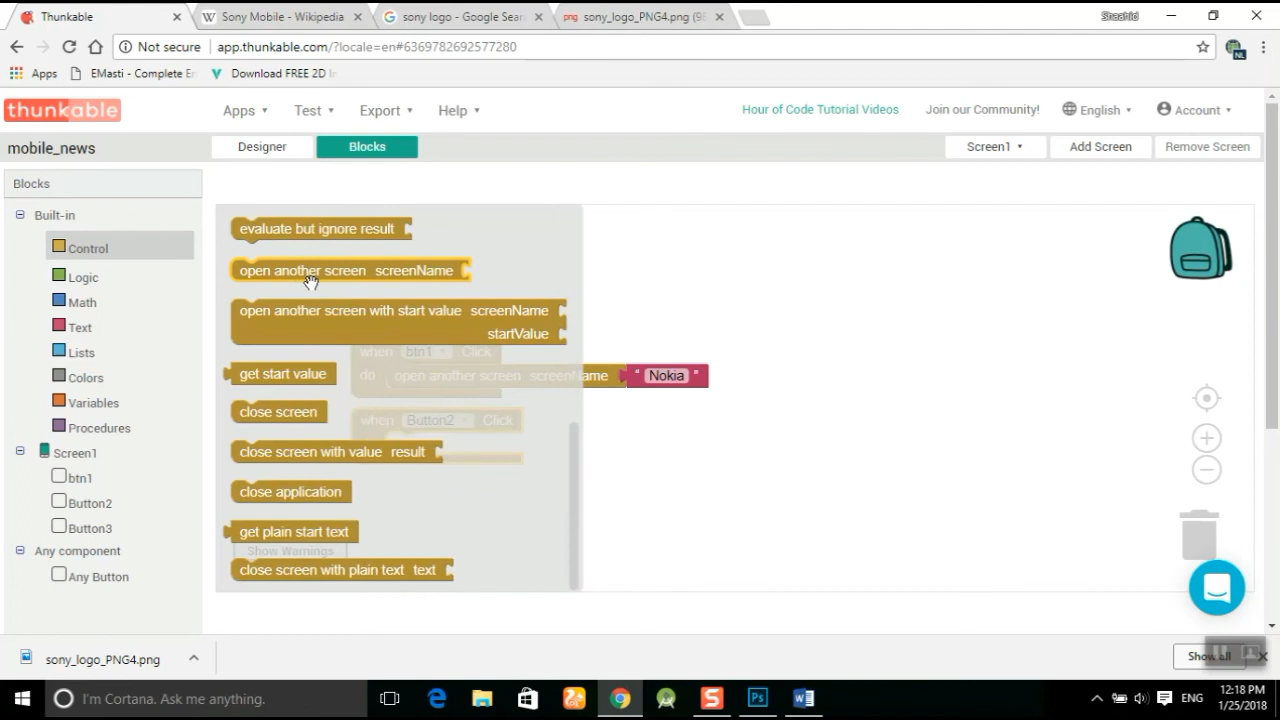 Thunkable
Sony Mobile - Wikipedia
sony logo - Google Sear
sony_logo_PNG4.png (98
Shaahid
Not secure
app.thunkable.com/?locale=en#6369782692577280
NL
Apps
EMasti - Complete En
Download FREE 2D
thunkable
Apps
Test
Export
Help
Hour of Code Tutorial Videos
Join our Community!
English
Account
mobile_news
Designer
Blocks
Screen1
Add Screen
Remove Screen
Blocks
Built-in
Control
Logic
Math
Text
Lists
Colors
Variables
Procedures
Screen1
btn1
Button2
Button3
Any component
Any Button
evaluate but ignore result
open another screen screenName
open another screen with start value screenName
startValue
when btn1 .Click
get start value
do open another screen screenName " Nokia "
close screen
when Button2 .Click
close screen with value result
close application
get plain start text
Show Warnings
close screen with plain text text
sony_logo_PNG4.png
Show all
I'm Cortana. Ask me anything.
ENG
12:18 PM
1/25/2018